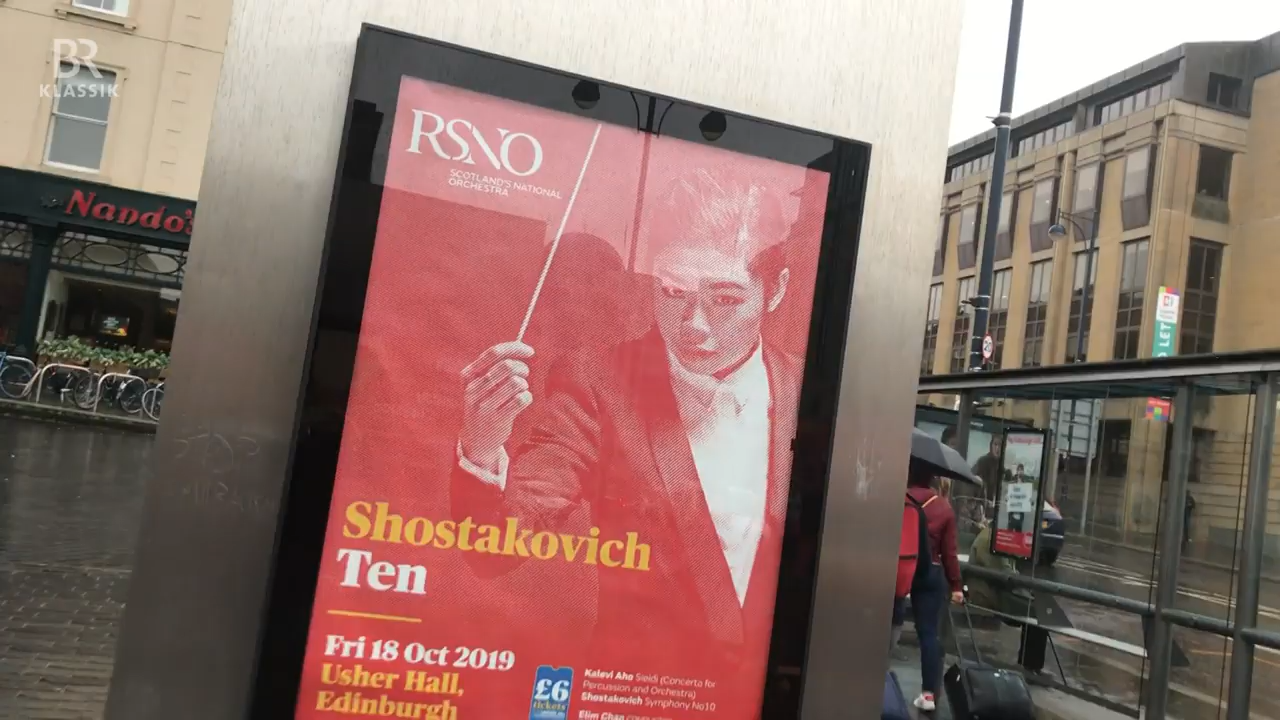 BR
KLASSIK
Nando's
RSNO
SCOTLAND'S NATIONAL
ORCHESTRA
Shostakovich
Ten
Fri 18 Oct 2019
Usher Hall,
Edinburgh
£6
tickets
Kalevi Aho Sieidi (Concerto for
Percussion and Orchestra)
Shostakovich Symphony No10
Elim Chan
20
LET